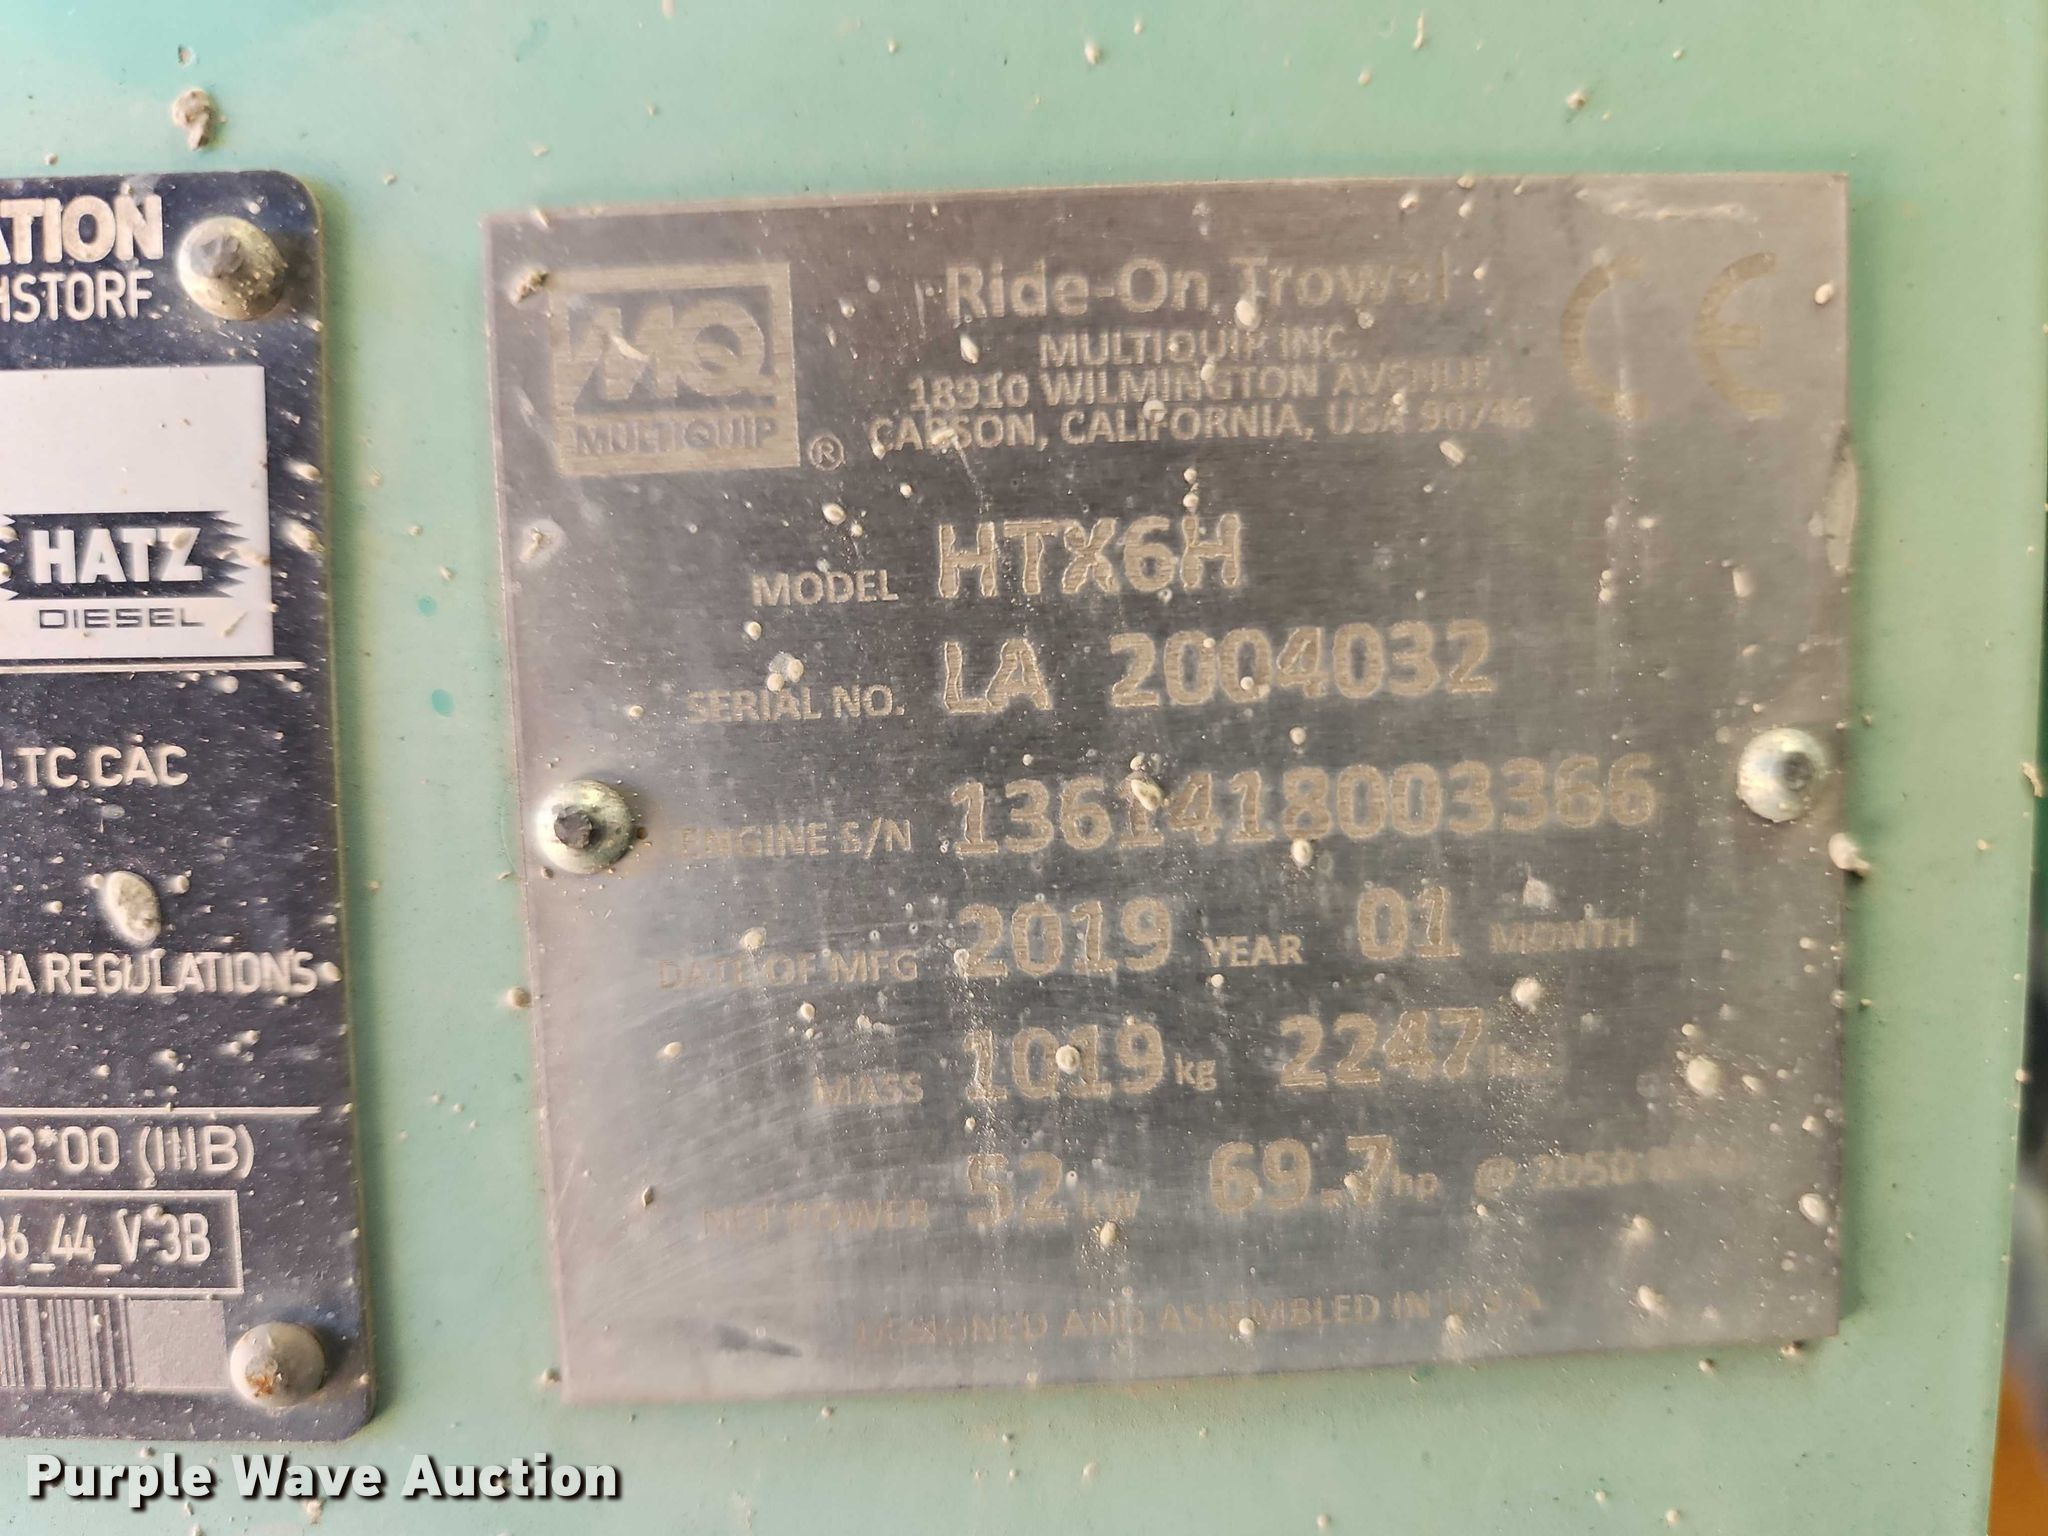 ATION
HSTORF
HATZ
DIESEL
TC.CAC
IA REGULATIONS
03*00 (IIIB)
36_44_V-3B
MQ
MULTIQUIP
®
Ride-On Trowel
MULTIQUIP INC.
18910 WILMINGTON AVENUE
CARSON, CALIFORNIA, USA 90746
CE
MODEL HTX6H
SERIAL NO. LA 2004032
ENGINE S/N 1361418003366
DATE OF MFG 2019 YEAR 01 MONTH
MASS 1019 kg 2247
NET POWER 52 kW 69.7 hp @ 2050
DESIGNED AND ASSEMBLED IN U.S.A
Purple Wave Auction